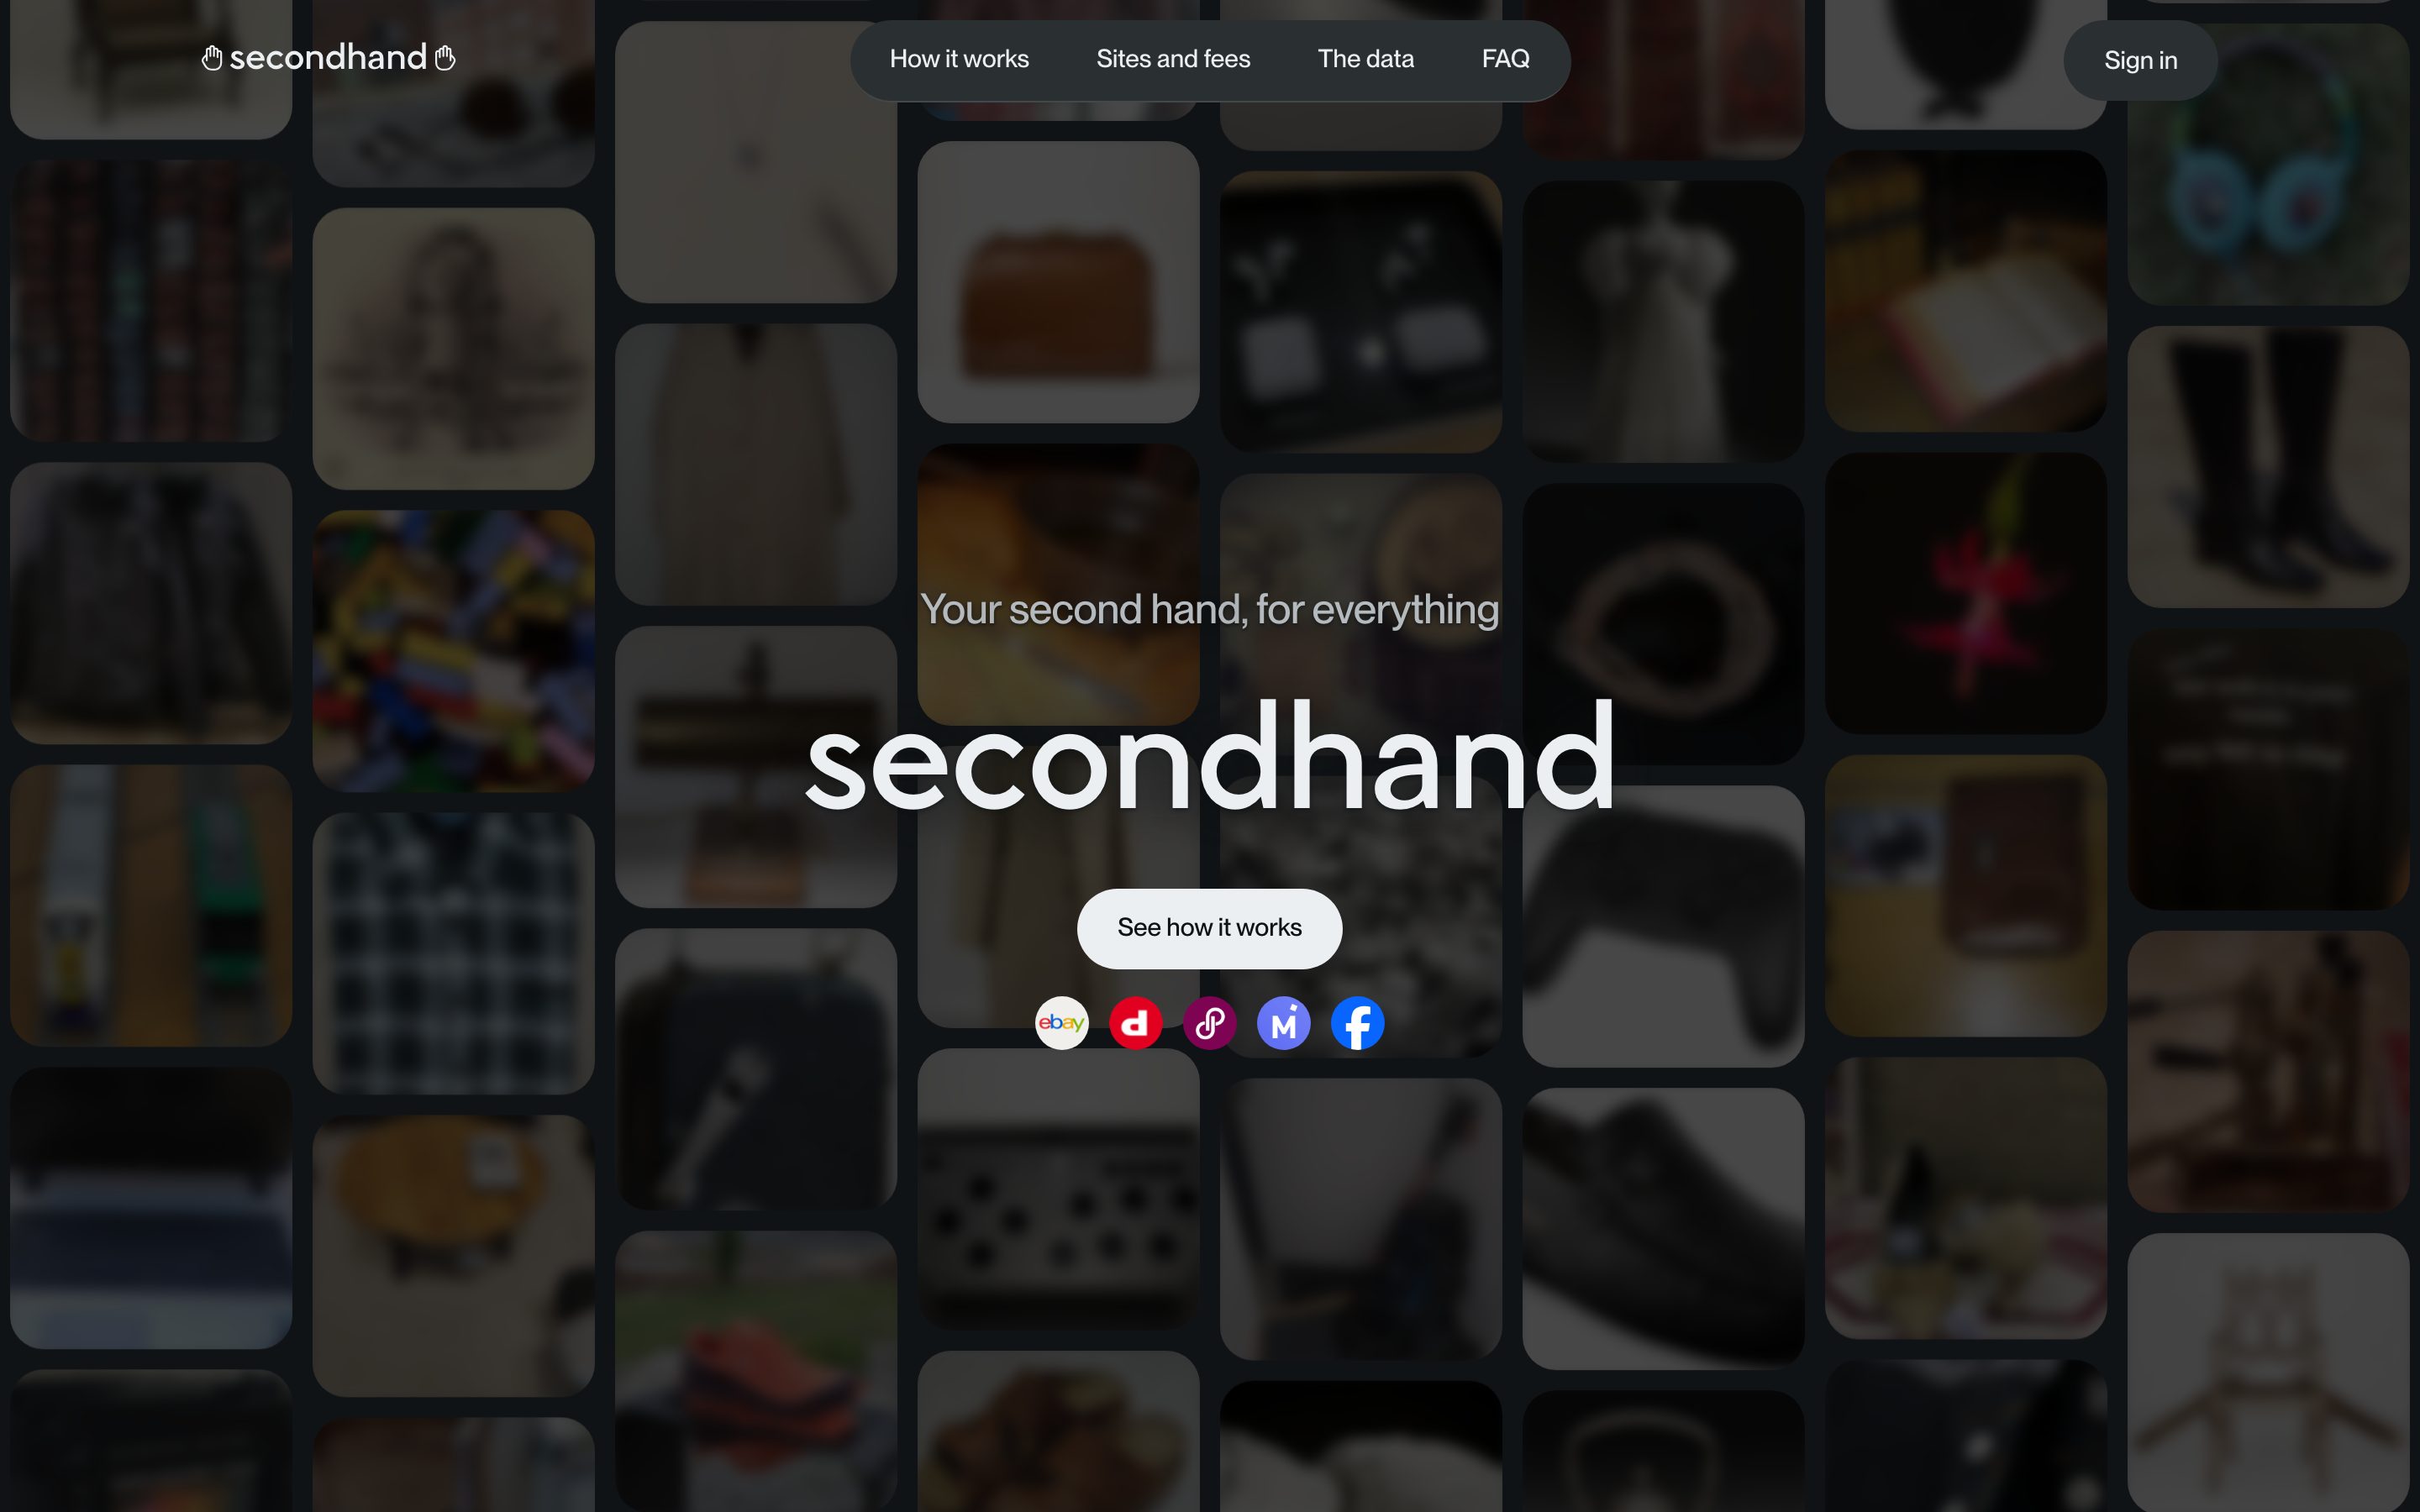 secondhand
How it works
Sites and fees
The data
FAQ
Sign in
Your second hand, for everything
secondhand
See how it works
ebay